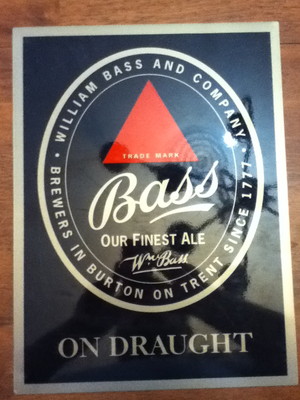 • WILLIAM BASS AND COMPANY •
TRADE MARK
Bass
OUR FINEST ALE
Wm Bass
BREWERS IN BURTON ON TRENT SINCE 1777
ON DRAUGHT